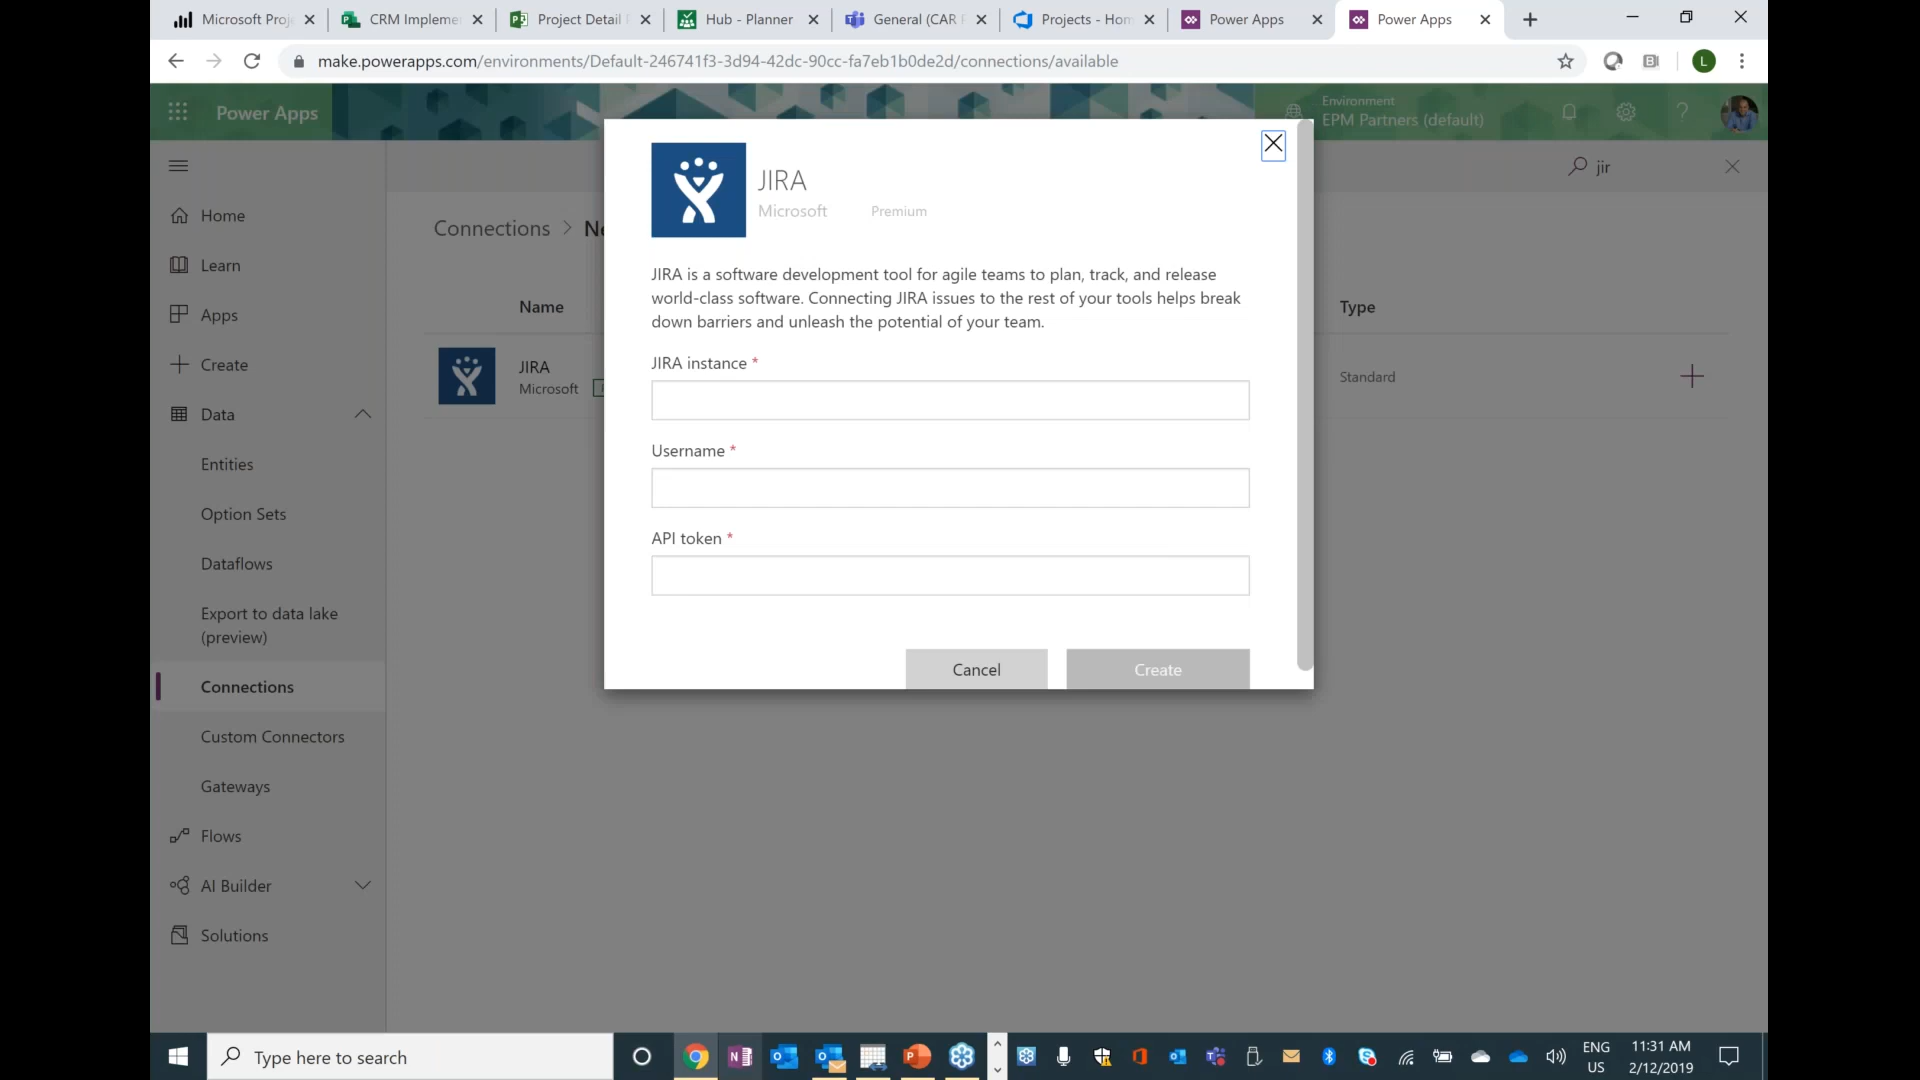 Microsoft Proje
CRM Impleme
Project Detail
Hub - Planner
General (CAR
Projects - Hom
Power Apps
Power Apps
make.powerapps.com/environments/Default-246741f3-3d94-42dc-90cc-fa7eb1b0de2d/connections/available
L
Power Apps
Environment
EPM Partners (default)
jir
Home
Learn
Apps
Create
Data
Entities
Option Sets
Dataflows
Export to data lake
(preview)
Connections
Custom Connectors
Gateways
Flows
AI Builder
Solutions
Connections > Ne
Name
Type
JIRA
Microsoft
Standard
JIRA
Microsoft Premium
JIRA is a software development tool for agile teams to plan, track, and release
world-class software. Connecting JIRA issues to the rest of your tools helps break
down barriers and unleash the potential of your team.
JIRA instance *
Username *
API token *
Cancel
Create
Type here to search
ENG
US
11:31 AM
2/12/2019